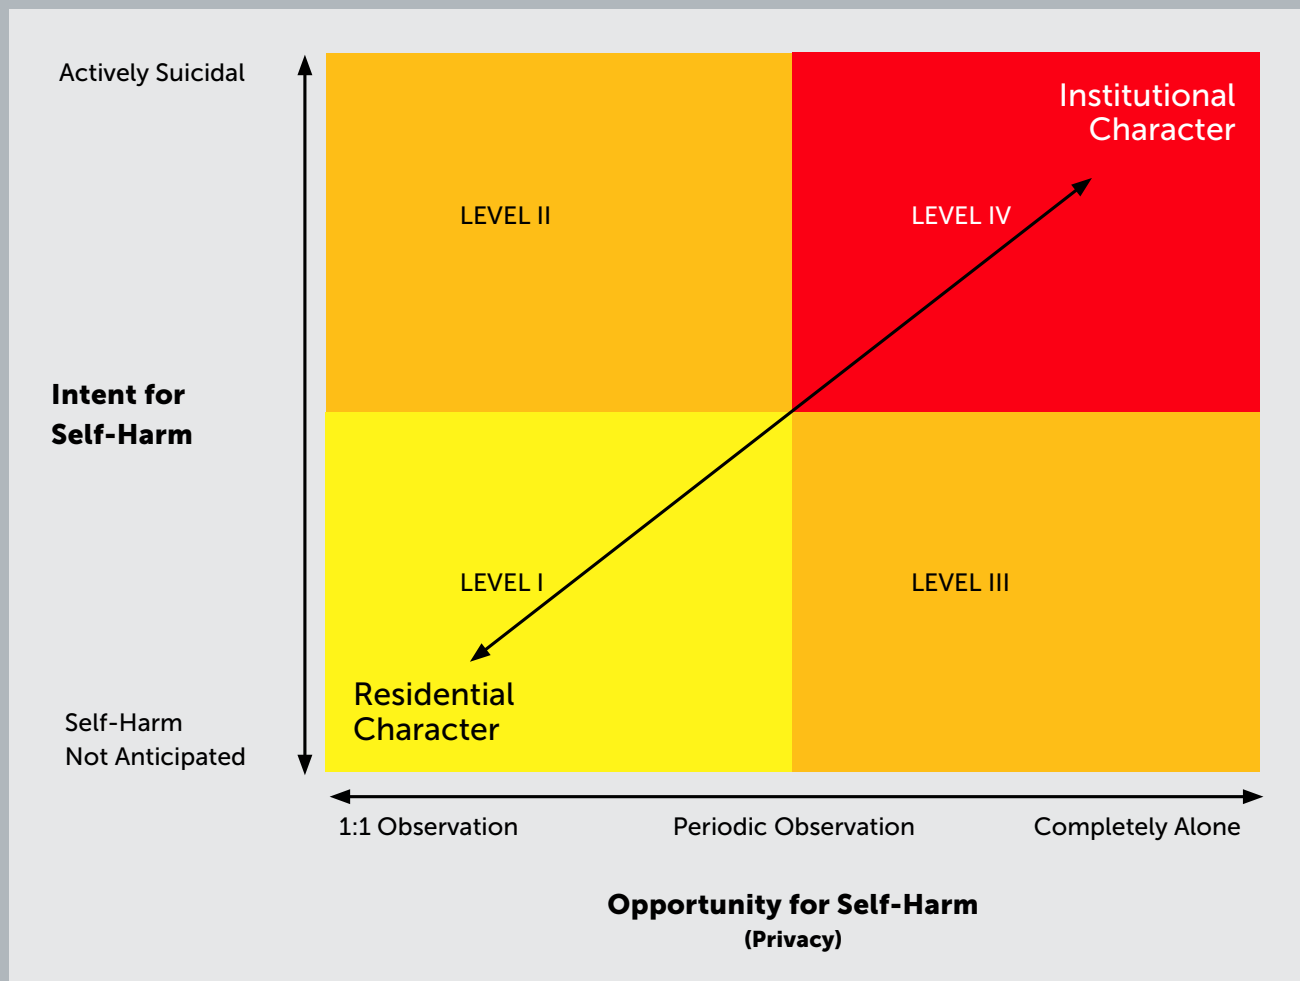 Actively Suicidal
Institutional
Character
LEVEL II
LEVEL IV
Intent for
Self-Harm
LEVEL I
LEVEL III
Residential
Character
Self-Harm
Not Anticipated
1:1 Observation
Periodic Observation
Completely Alone
Opportunity for Self-Harm
(Privacy)